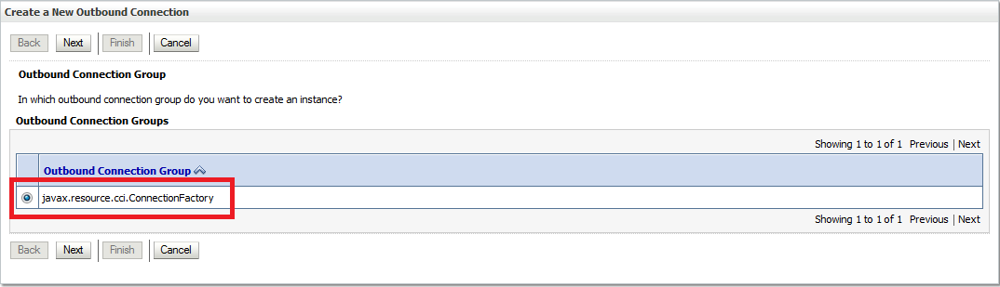 Create a New Outbound Connection
Back Next Finish Cancel
Outbound Connection Group
In which outbound connection group do you want to create an instance?
Outbound Connection Groups
Showing 1 to 1 of 1 Previous | Next
Outbound Connection Group
javax.resource.cci.ConnectionFactory
Showing 1 to 1 of 1 Previous | Next
Back Next Finish Cancel